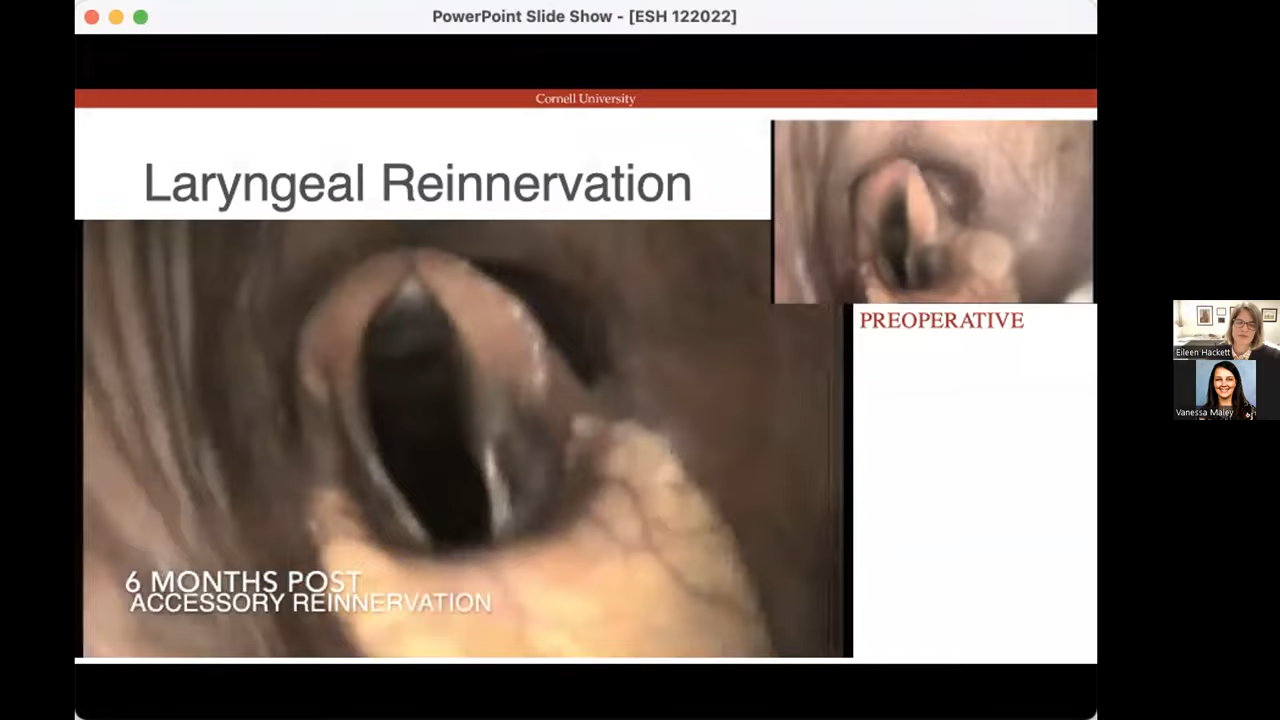 PowerPoint Slide Show - [ESH 122022]
Cornell University
Laryngeal Reinnervation
PREOPERATIVE
6 MONTHS POST
ACCESSORY REINNERVATION
Eileen Hackett
Vanessa Maley